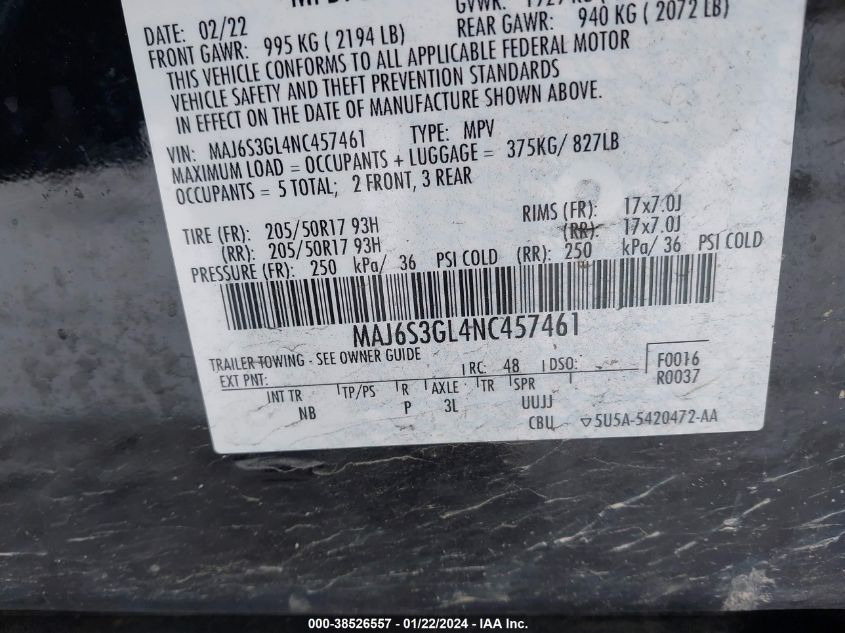 GVWR:
DATE: 02/22
FRONT GAWR: 995 KG ( 2194 LB) REAR GAWR: 940 KG ( 2072 LB)
THIS VEHICLE CONFORMS TO ALL APPLICABLE FEDERAL MOTOR
VEHICLE SAFETY AND THEFT PREVENTION STANDARDS
IN EFFECT ON THE DATE OF MANUFACTURE SHOWN ABOVE.
VIN: MAJ6S3GL4NC457461 TYPE: MPV
MAXIMUM LOAD = OCCUPANTS + LUGGAGE = 375KG/ 827LB
OCCUPANTS = 5 TOTAL; 2 FRONT, 3 REAR
TIRE (FR): 205/50R17 93H RIMS (FR): 17x7.0J
(RR): 205/50R17 93H (RR): 17x7.0J
PRESSURE (FR): 250 kPa/ 36 PSI COLD (RR): 250 kPa/ 36 PSI COLD
MAJ6S3GL4NC457461
TRAILER TOWING - SEE OWNER GUIDE
EXT PNT: RC: 48 DSO: F0016
R0037
INT TR TP/PS R AXLE TR SPR
NB P 3L UUJJ
CBU ▽5U5A-5420472-AA
000-38526557 - 01/22/2024 - IAA Inc.